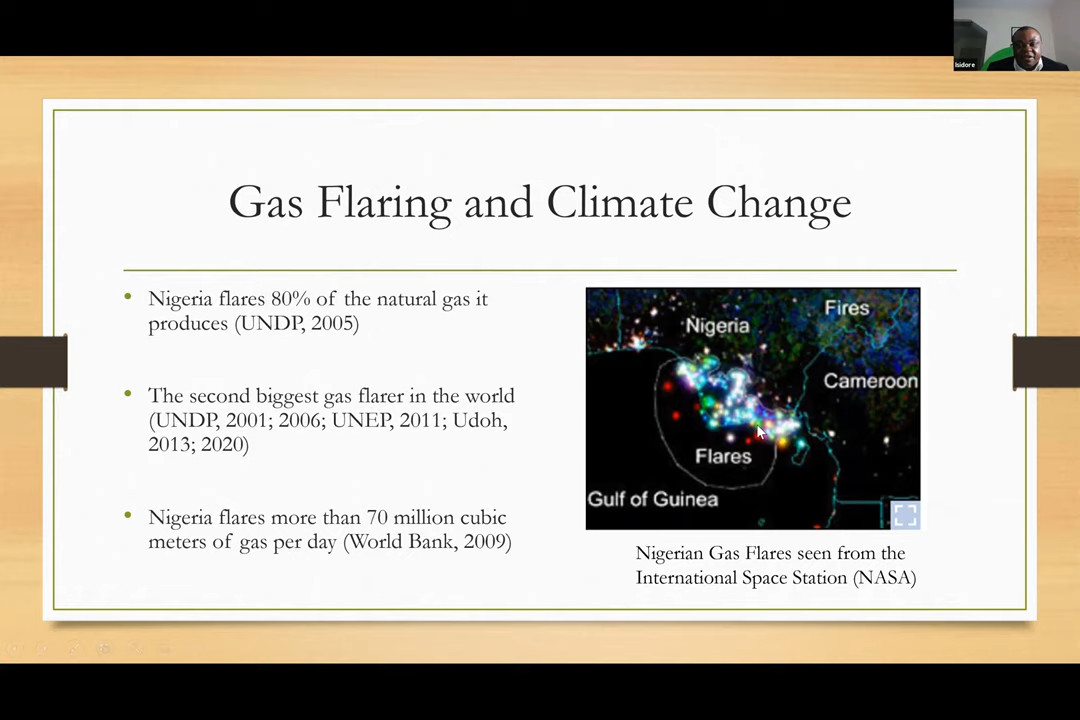 Isidore
Gas Flaring and Climate Change
• Nigeria flares 80% of the natural gas it
produces (UNDP, 2005)
• The second biggest gas flarer in the world
(UNDP, 2001; 2006; UNEP, 2011; Udoh,
2013; 2020)
• Nigeria flares more than 70 million cubic
meters of gas per day (World Bank, 2009)
Fires
Nigeria
Cameroon
Flares
Gulf of Guinea
Nigerian Gas Flares seen from the
International Space Station (NASA)